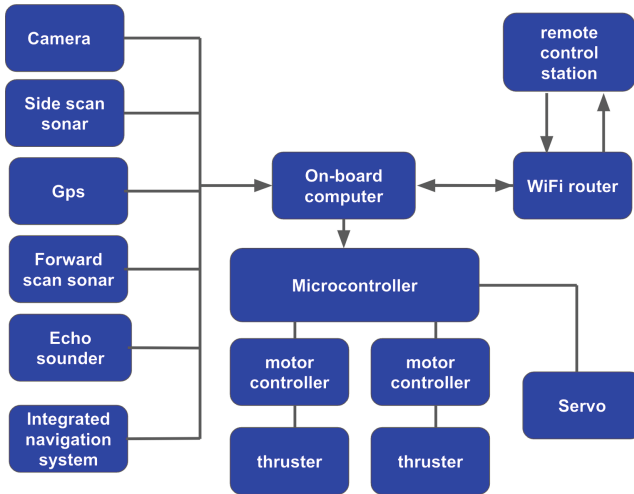 Camera
Side scan
sonar
Gps
Forward
scan sonar
Echo
sounder
Integrated
navigation
system
On-board
computer
remote
control
station
WiFi router
Microcontroller
motor
controller
motor
controller
thruster
thruster
Servo